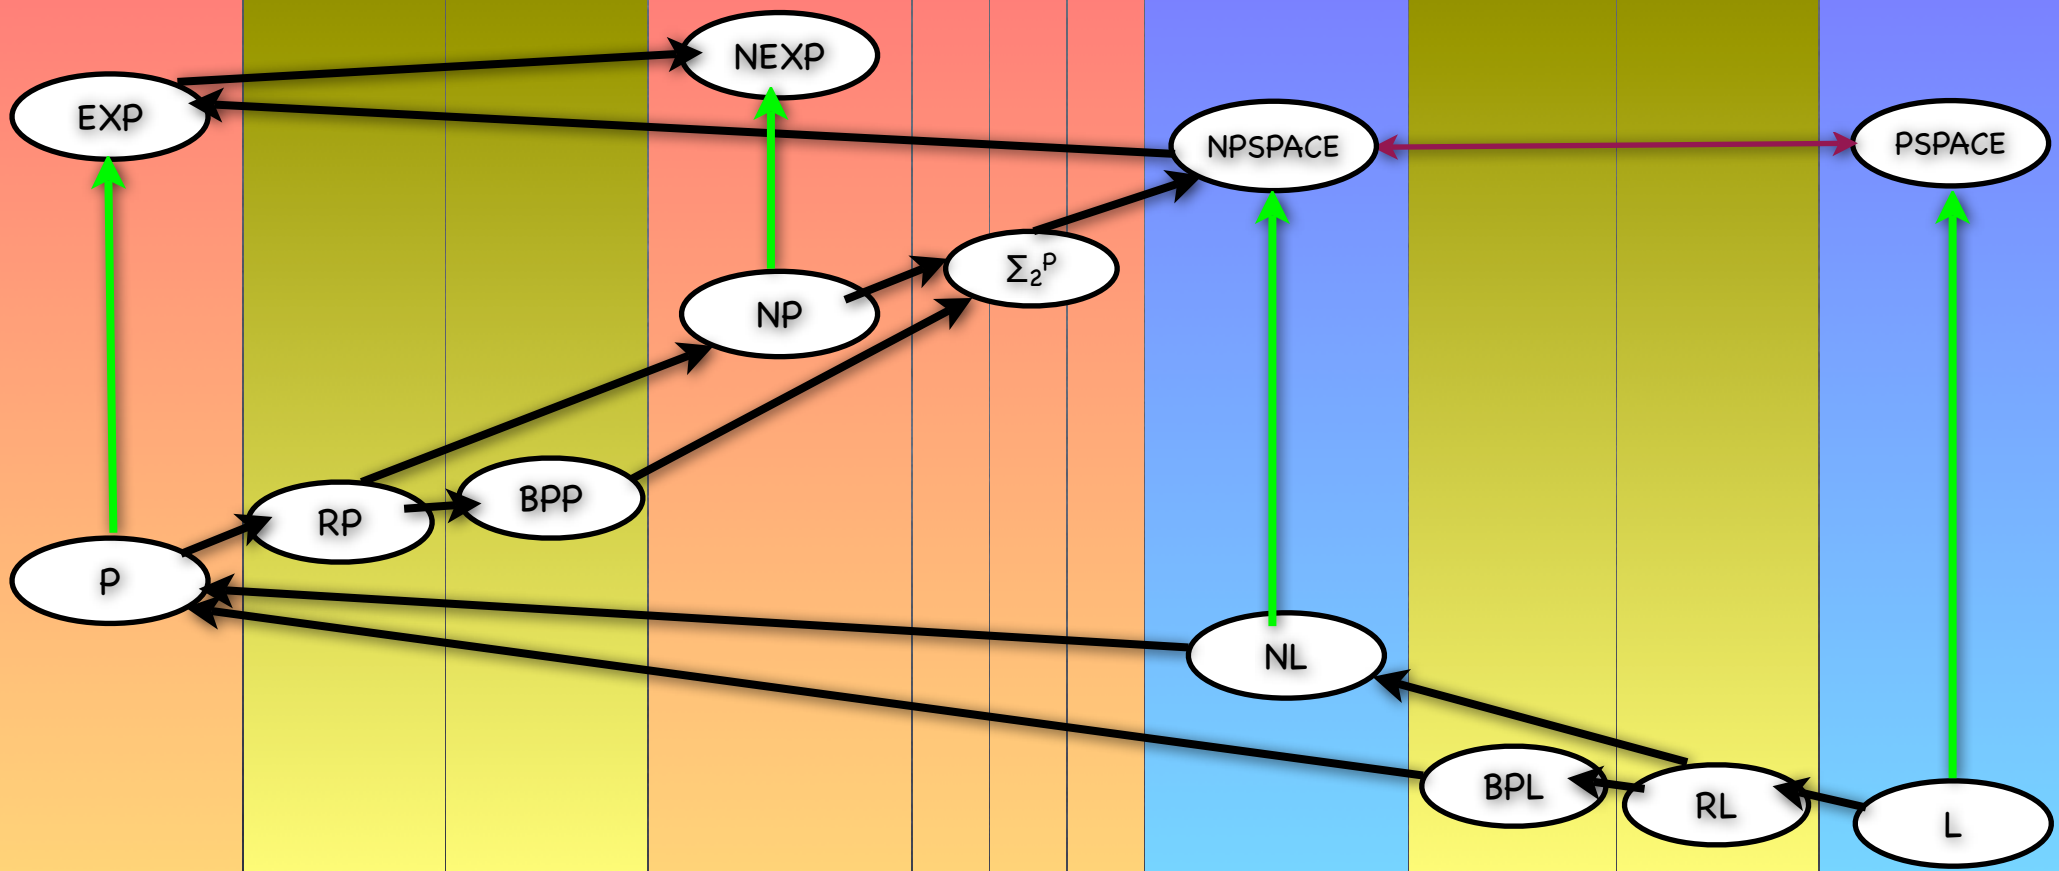 NEXP
EXP
NPSPACE
PSPACE
Σ₂ᴾ
NP
BPP
RP
P
NL
BPL
RL
L